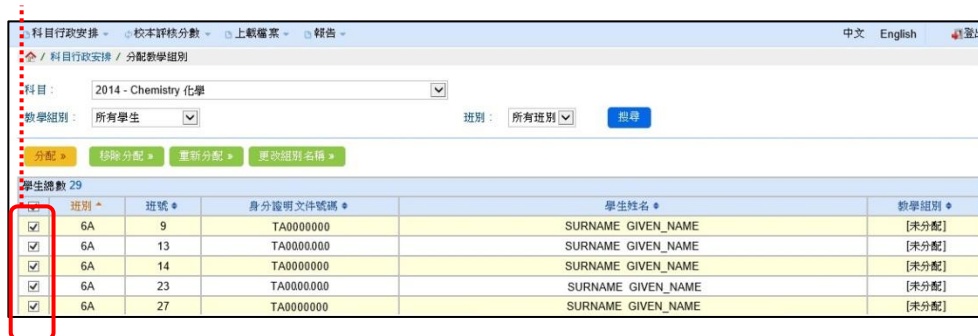 科目行政安排 校本評核分數 上載檔案 報告 中文 English 登出
/ 科目行政安排 / 分配教學組別
科目 : 2014 - Chemistry 化學
教學組別 : 所有學生 班別 : 所有班別 搜尋
分配 » 移除分配 » 重新分配 » 更改組別名稱 »
學生總數 29
班別 班號 身分證明文件號碼 學生姓名 教學組別
6A 9 TA0000000 SURNAME GIVEN_NAME [未分配]
6A 13 TA0000000 SURNAME GIVEN_NAME [未分配]
6A 14 TA0000000 SURNAME GIVEN_NAME [未分配]
6A 23 TA0000000 SURNAME GIVEN_NAME [未分配]
6A 27 TA0000000 SURNAME GIVEN_NAME [未分配]